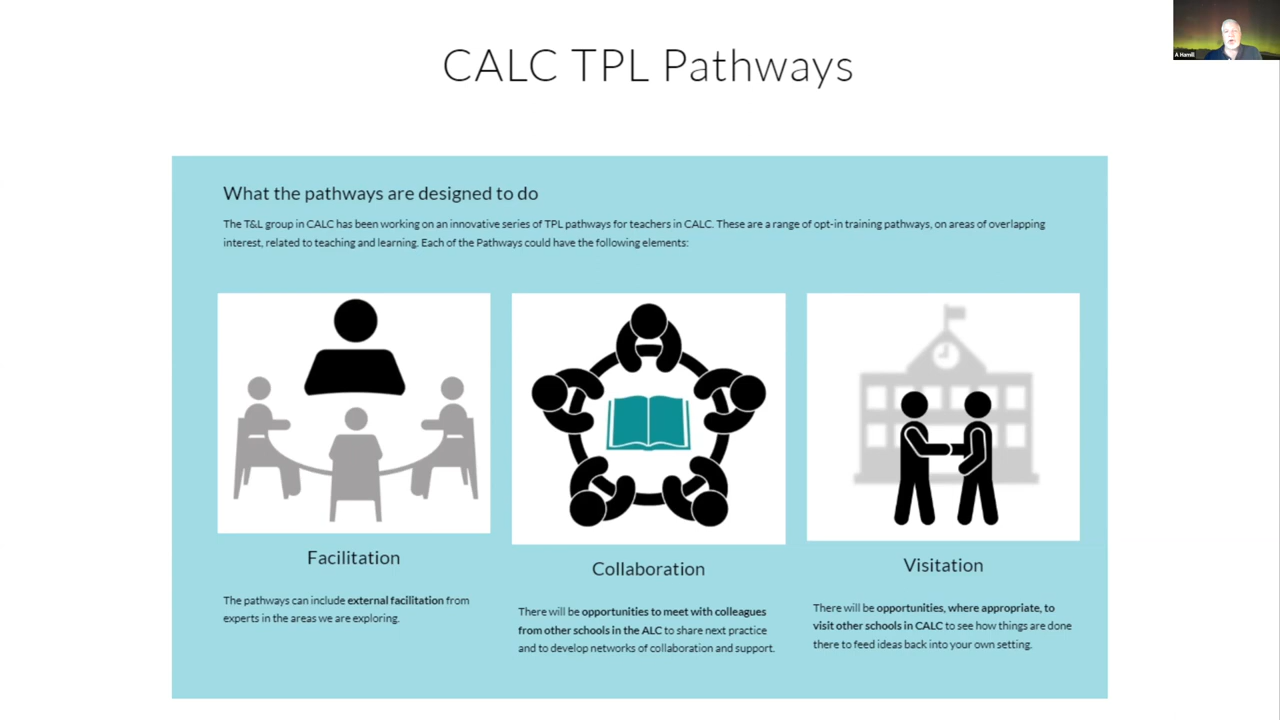 CALC TPL Pathways
A Hamill
What the pathways are designed to do
The T&L group in CALC has been working on an innovative series of TPL pathways for teachers in CALC. These are a range of opt-in training pathways, on areas of overlapping
interest, related to teaching and learning. Each of the Pathways could have the following elements:
Facilitation
The pathways can include external facilitation from
experts in the areas we are exploring.
Collaboration
There will be opportunities to meet with colleagues
from other schools in the ALC to share next practice
and to develop networks of collaboration and support.
Visitation
There will be opportunities, where appropriate, to
visit other schools in CALC to see how things are done
there to feed ideas back into your own setting.